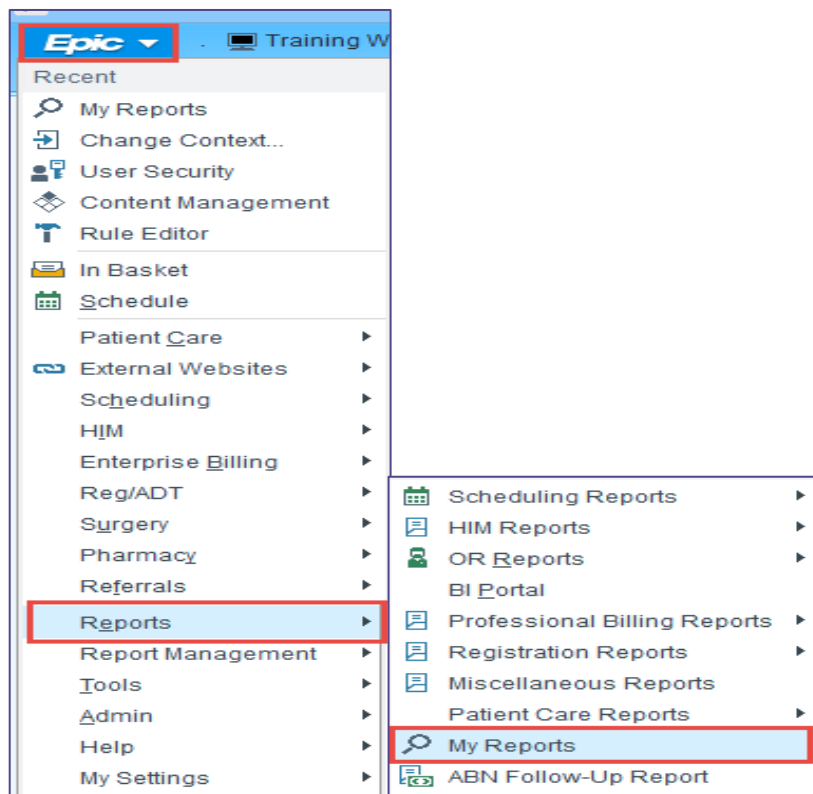 Epic . Training W
Recent
My Reports
Change Context...
User Security
Content Management
Rule Editor
In Basket
Schedule
Patient Care
External Websites
Scheduling
HIM
Enterprise Billing
Reg/ADT
Surgery
Pharmacy
Referrals
Reports
Report Management
Tools
Admin
Help
My Settings
Scheduling Reports
HIM Reports
OR Reports
BI Portal
Professional Billing Reports
Registration Reports
Miscellaneous Reports
Patient Care Reports
My Reports
ABN Follow-Up Report